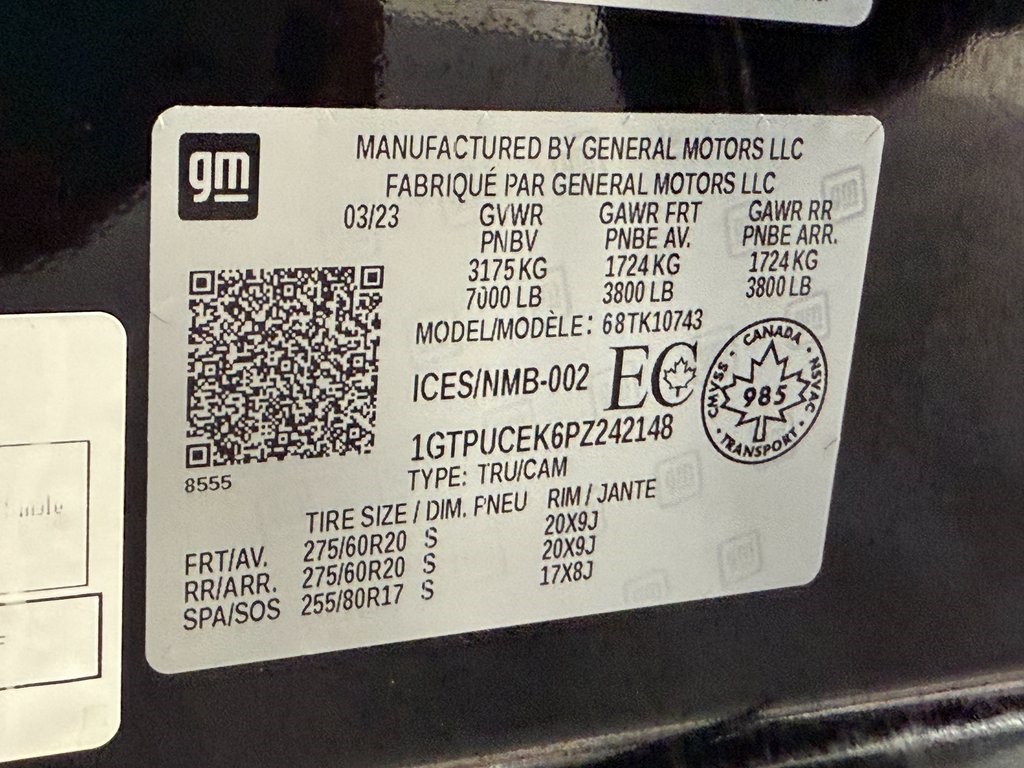 gm
MANUFACTURED BY GENERAL MOTORS LLC
FABRIQUÉ PAR GENERAL MOTORS LLC
03/23 GVWR GAWR FRT GAWR RR
PNBV PNBE AV. PNBE ARR.
3175 KG 1724 KG 1724 KG
7000 LB 3800 LB 3800 LB
MODEL/MODÈLE: 68TK10743
ICES/NMB-002 EC
CANADA
CMVSS 985 NSVAC
TRANSPORT
1GTPUCEK6PZ242148
TYPE: TRU/CAM
8555
TIRE SIZE / DIM. PNEU RIM / JANTE
FRT/AV. 275/60R20 S 20X9J
RR/ARR. 275/60R20 S 20X9J
SPA/SOS 255/80R17 S 17X8J